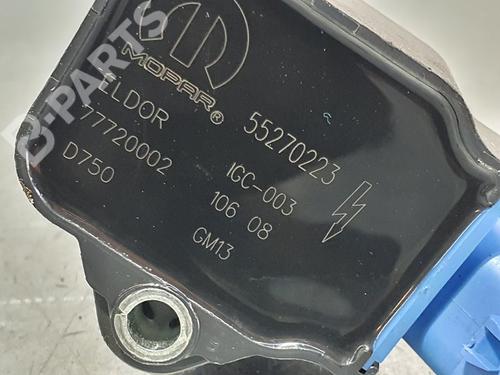 B-PARTS
MOPAR®
ELDOR 55270223
77720002 IGC-003
D750 106 08
GM13